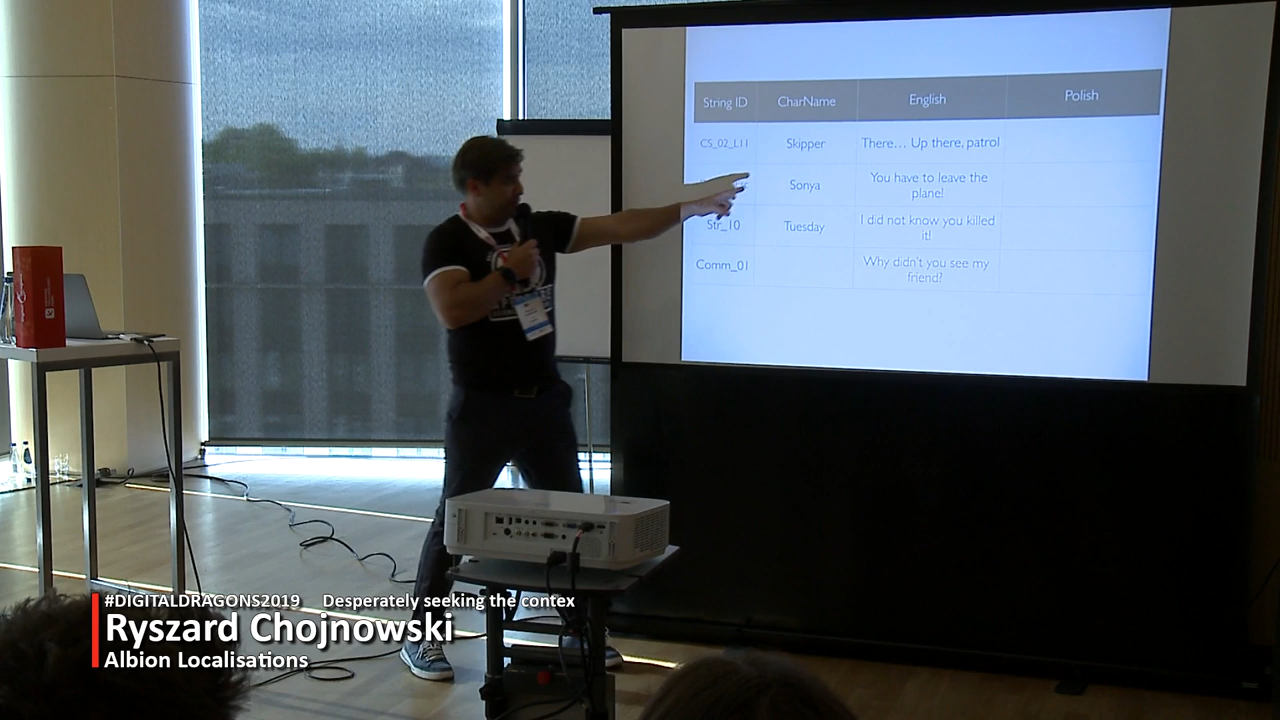 String ID CharName English Polish
CS_02_L11 Skipper There... Up there, patrol
Sonya You have to leave the
plane!
Str_10 Tuesday I did not know you killed
it!
Comm_01 Why didn't you see my
friend?
#DIGITALDRAGONS2019 Desperately seeking the contex
Ryszard Chojnowski
Albion Localisations